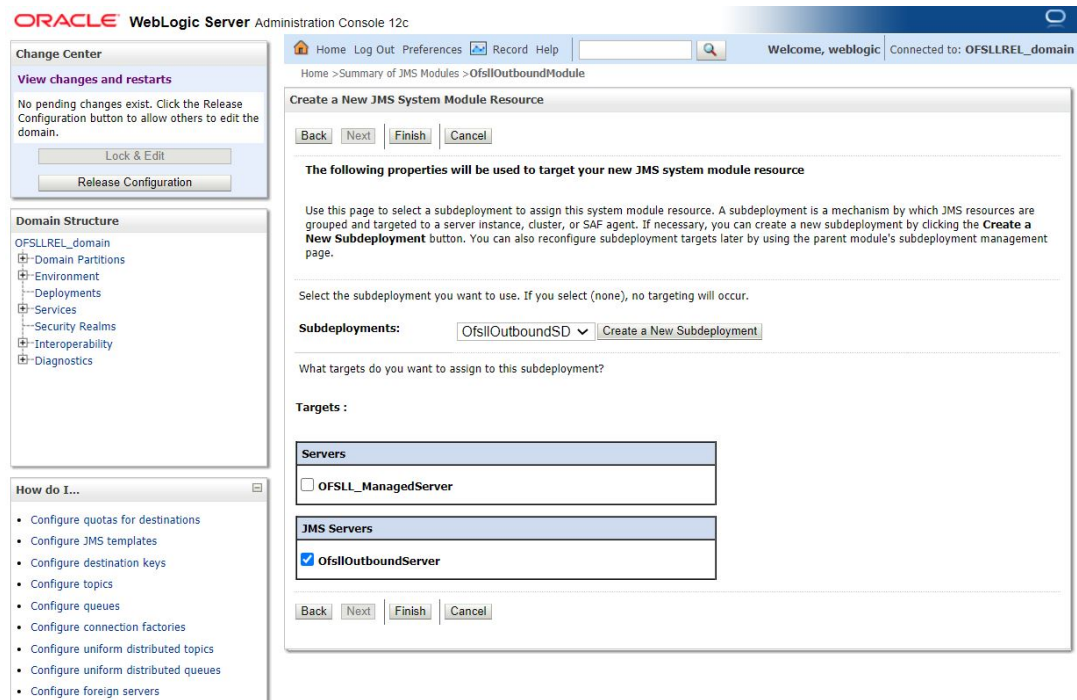 ORACLE WebLogic Server Administration Console 12c
Change Center
View changes and restarts
No pending changes exist. Click the Release
Configuration button to allow others to edit the
domain.
Lock & Edit
Release Configuration
Domain Structure
OFSLLREL_domain
Domain Partitions
Environment
Deployments
Services
Security Realms
Interoperability
Diagnostics
How do I...
Configure quotas for destinations
Configure JMS templates
Configure destination keys
Configure topics
Configure queues
Configure connection factories
Configure uniform distributed topics
Configure uniform distributed queues
Configure foreign servers
Home Log Out Preferences Record Help
Welcome, weblogic Connected to: OFSLLREL_domain
Home >Summary of JMS Modules >OfsllOutboundModule
Create a New JMS System Module Resource
Back Next Finish Cancel
The following properties will be used to target your new JMS system module resource
Use this page to select a subdeployment to assign this system module resource. A subdeployment is a mechanism by which JMS resources are
grouped and targeted to a server instance, cluster, or SAF agent. If necessary, you can create a new subdeployment by clicking the Create a
New Subdeployment button. You can also reconfigure subdeployment targets later by using the parent module's subdeployment management
page.
Select the subdeployment you want to use. If you select (none), no targeting will occur.
Subdeployments: OfsllOutboundSD Create a New Subdeployment
What targets do you want to assign to this subdeployment?
Targets :
Servers
OFSLL_ManagedServer
JMS Servers
OfsllOutboundServer
Back Next Finish Cancel